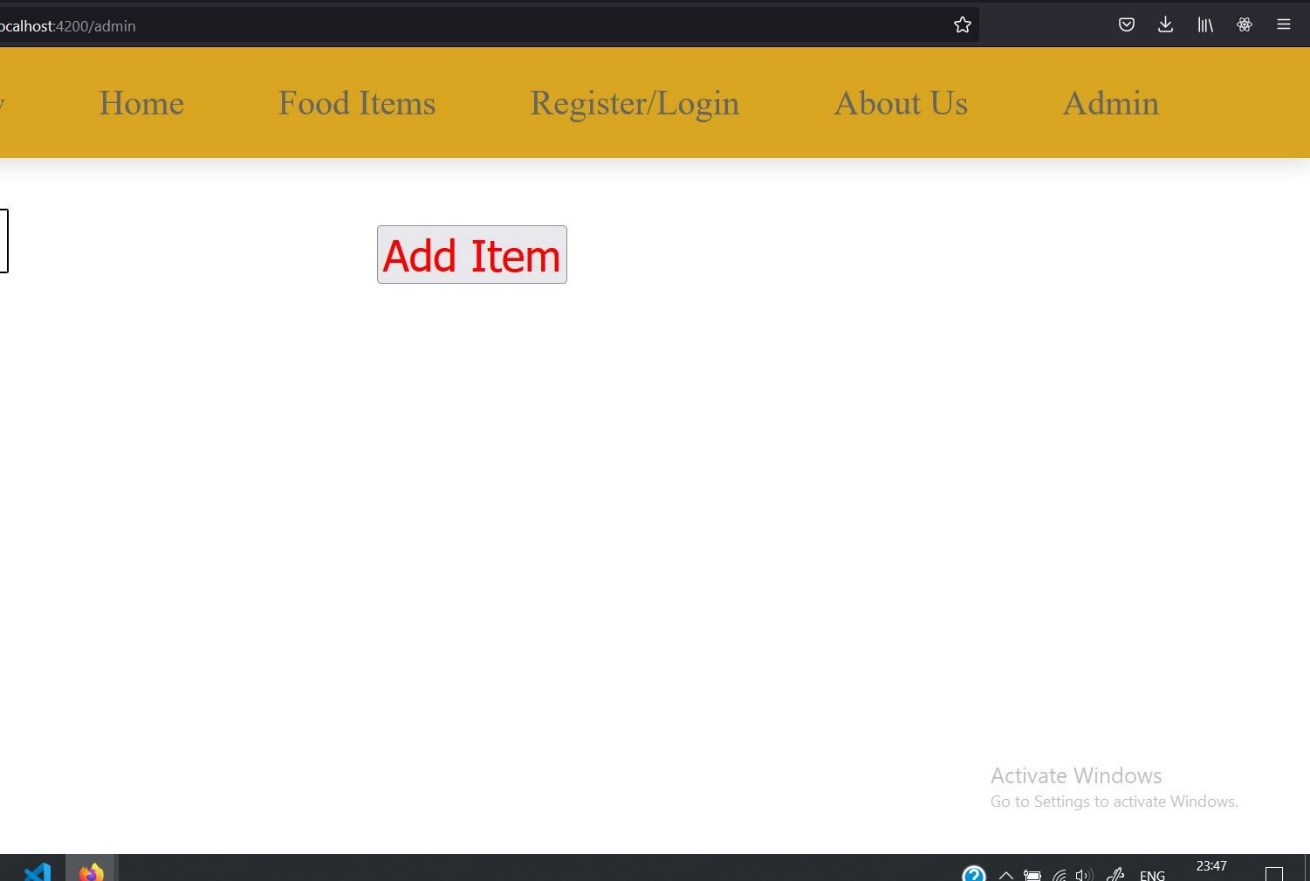 ocalhost:4200/admin
y Home Food Items Register/Login About Us Admin
Add Item
Activate Windows
Go to Settings to activate Windows.
ENG 23:47